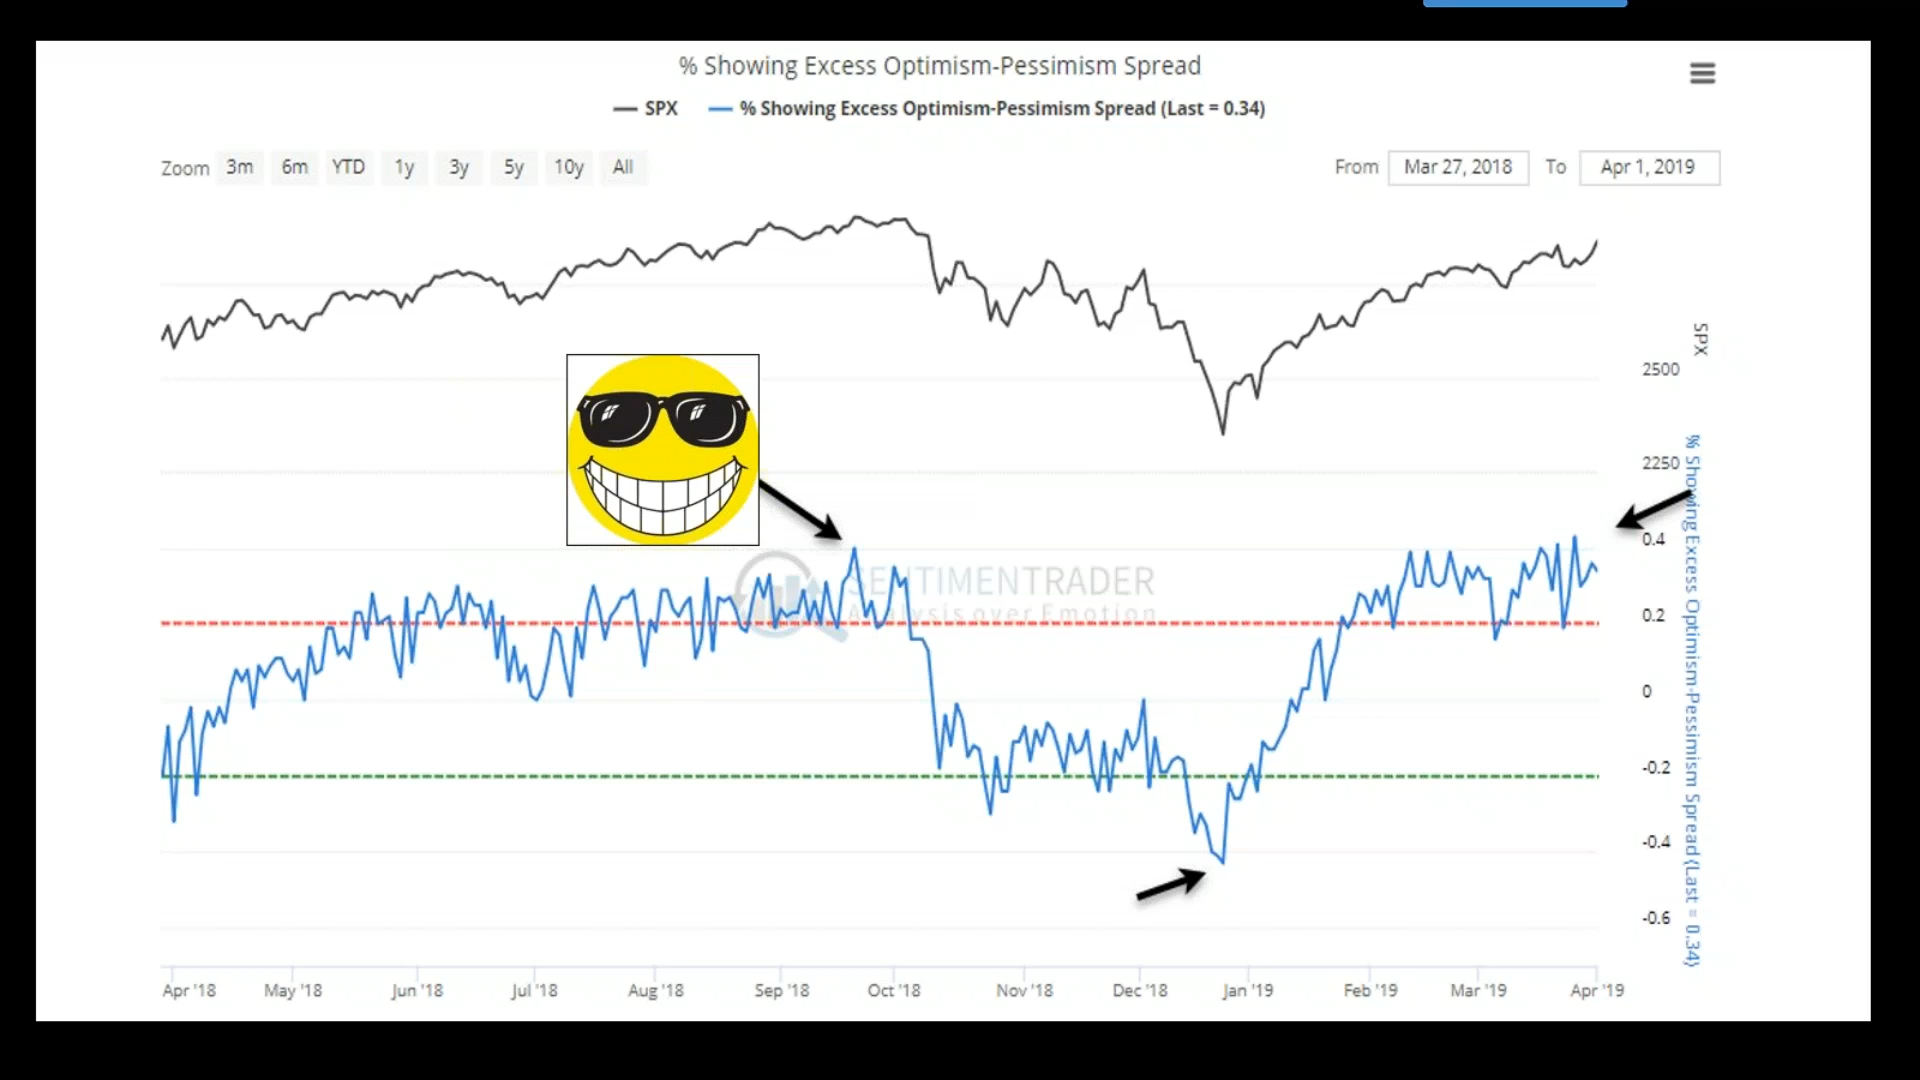 % Showing Excess Optimism-Pessimism Spread
SPX % Showing Excess Optimism-Pessimism Spread (Last = 0.34)
Zoom 3m 6m YTD 1y 3y 5y 10y All From Mar 27, 2018 To Apr 1, 2019
SPX
2500
2250
% Showing Excess Optimism-Pessimism Spread (Last = 0.34)
0.4
SENTIMENTRADER
Analysis over Emotion
0.2
0
-0.2
-0.4
-0.6
Apr '18 May '18 Jun '18 Jul '18 Aug '18 Sep '18 Oct '18 Nov '18 Dec '18 Jan '19 Feb '19 Mar '19 Apr '19